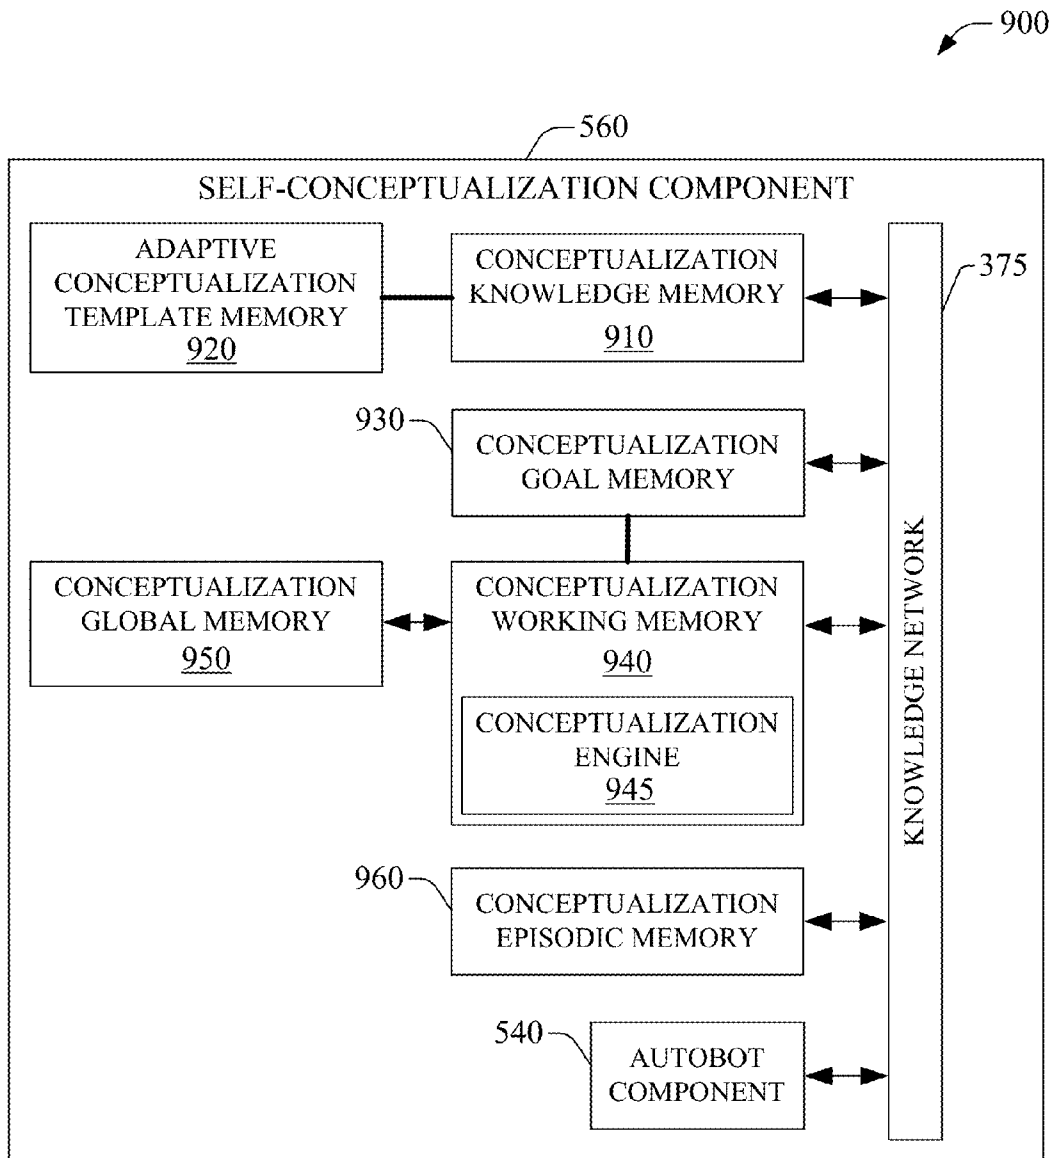 900
560
SELF-CONCEPTUALIZATION COMPONENT
ADAPTIVE
CONCEPTUALIZATION
TEMPLATE MEMORY
920
CONCEPTUALIZATION
KNOWLEDGE MEMORY
910
375
930
CONCEPTUALIZATION
GOAL MEMORY
CONCEPTUALIZATION
GLOBAL MEMORY
950
CONCEPTUALIZATION
WORKING MEMORY
940
CONCEPTUALIZATION
ENGINE
945
KNOWLEDGE NETWORK
960
CONCEPTUALIZATION
EPISODIC MEMORY
540
AUTOBOT
COMPONENT